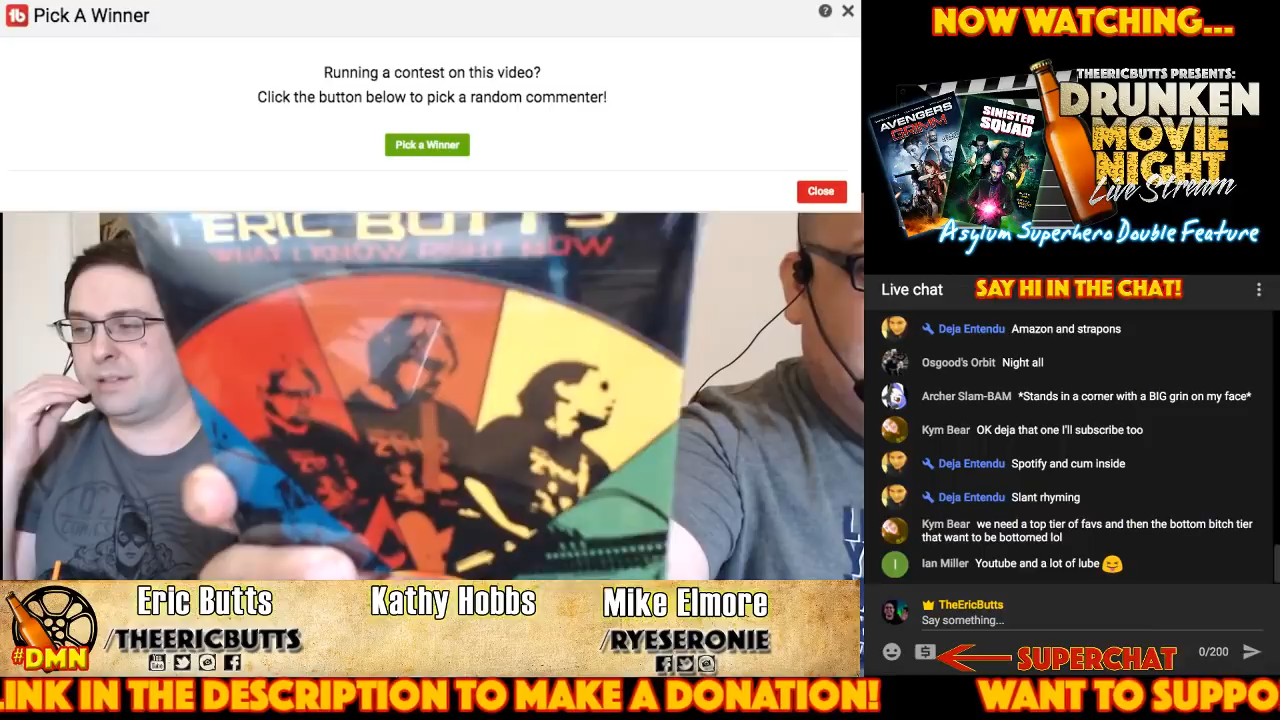 Pick A Winner
Running a contest on this video?
Click the button below to pick a random commenter!
Pick a Winner
Close
ERIC BUTTS
WHAT I KNOW RIGHT NOW
Eric Butts
Kathy Hobbs
Mike Elmore
/THEERICBUTTS
/RYESERONIE
#DMN
NOW WATCHING...
THEERICBUTTS PRESENTS:
DRUNKEN
MOVIE
NIGHT
Live Stream
AVENGERS
GRIMM
SINISTER
SQUAD
Asylum Superhero Double Feature
Live chat
SAY HI IN THE CHAT!
Deja Entendu Amazon and strapons
Osgood's Orbit Night all
Archer Slam-BAM *Stands in a corner with a BIG grin on my face*
Kym Bear OK deja that one I'll subscribe too
Deja Entendu Spotify and cum inside
Deja Entendu Slant rhyming
Kym Bear we need a top tier of favs and then the bottom bitch tier
that want to be bottomed lol
I Ian Miller Youtube and a lot of lube 😄
TheEricButts
Say something...
SUPERCHAT
0/200
LINK IN THE DESCRIPTION TO MAKE A DONATION! WANT TO SUPPO